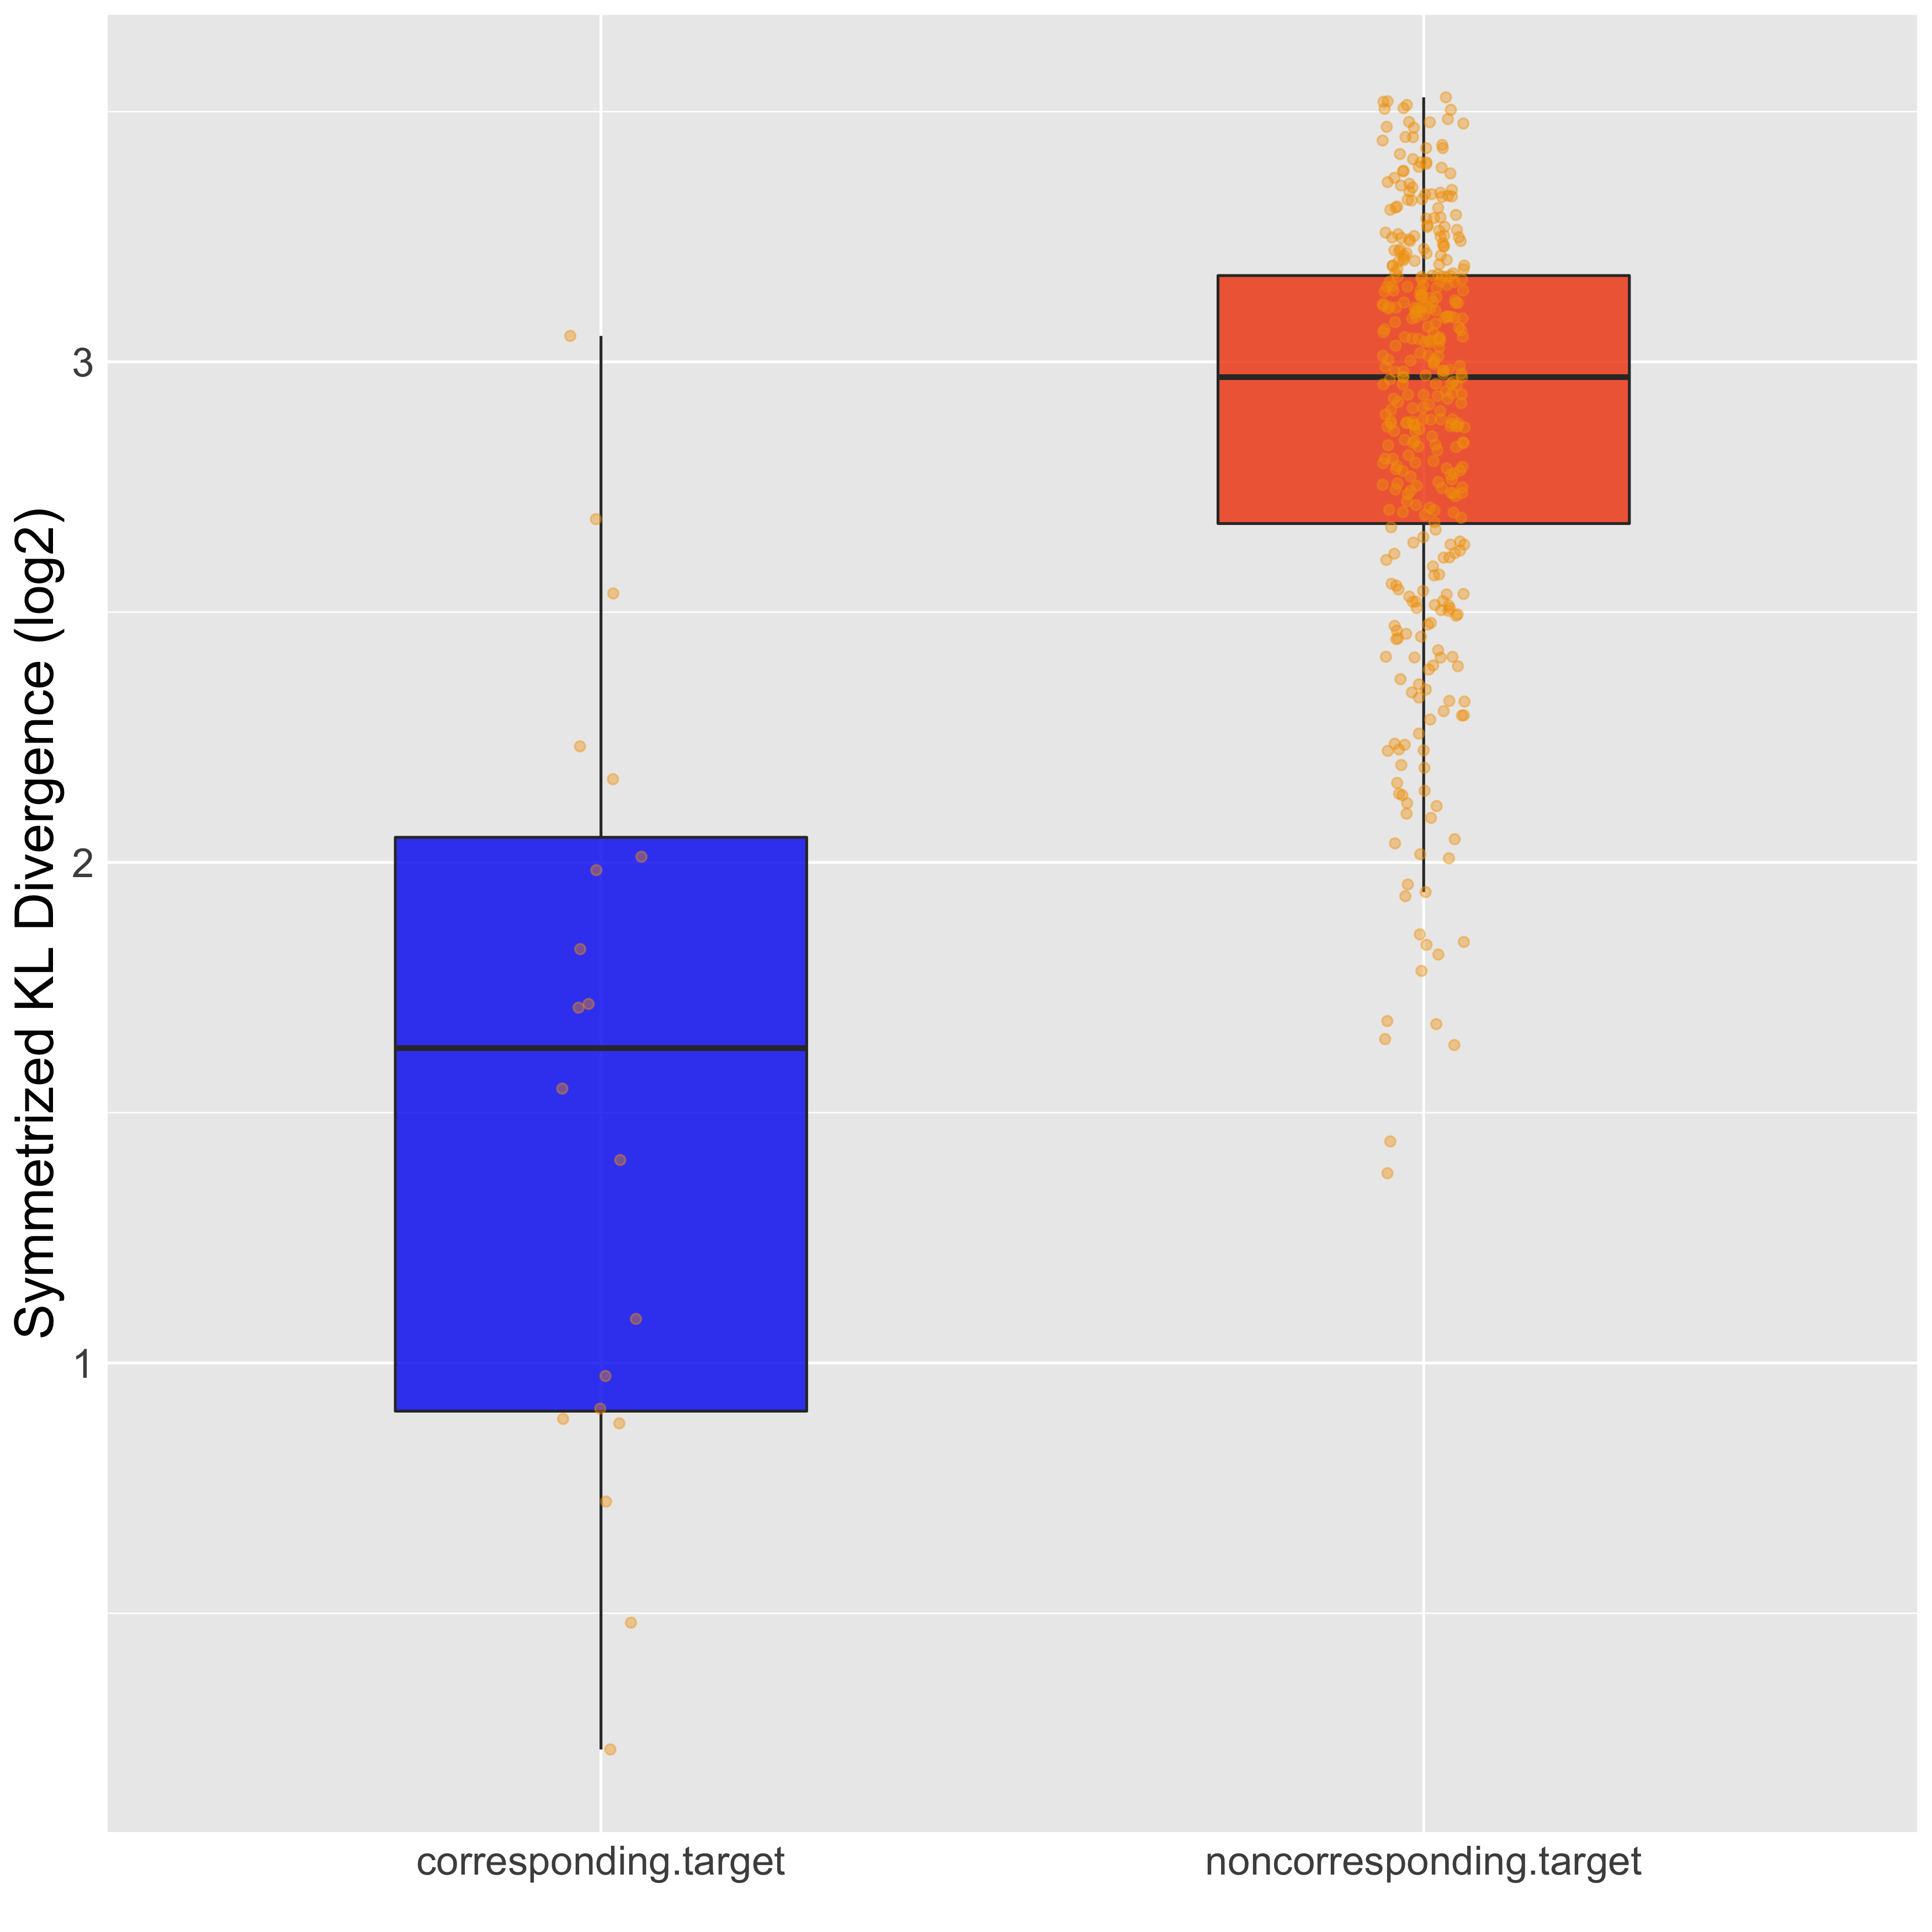 Symmetrized KL Divergence (log2)
3
2
1
corresponding.target
noncorresponding.target